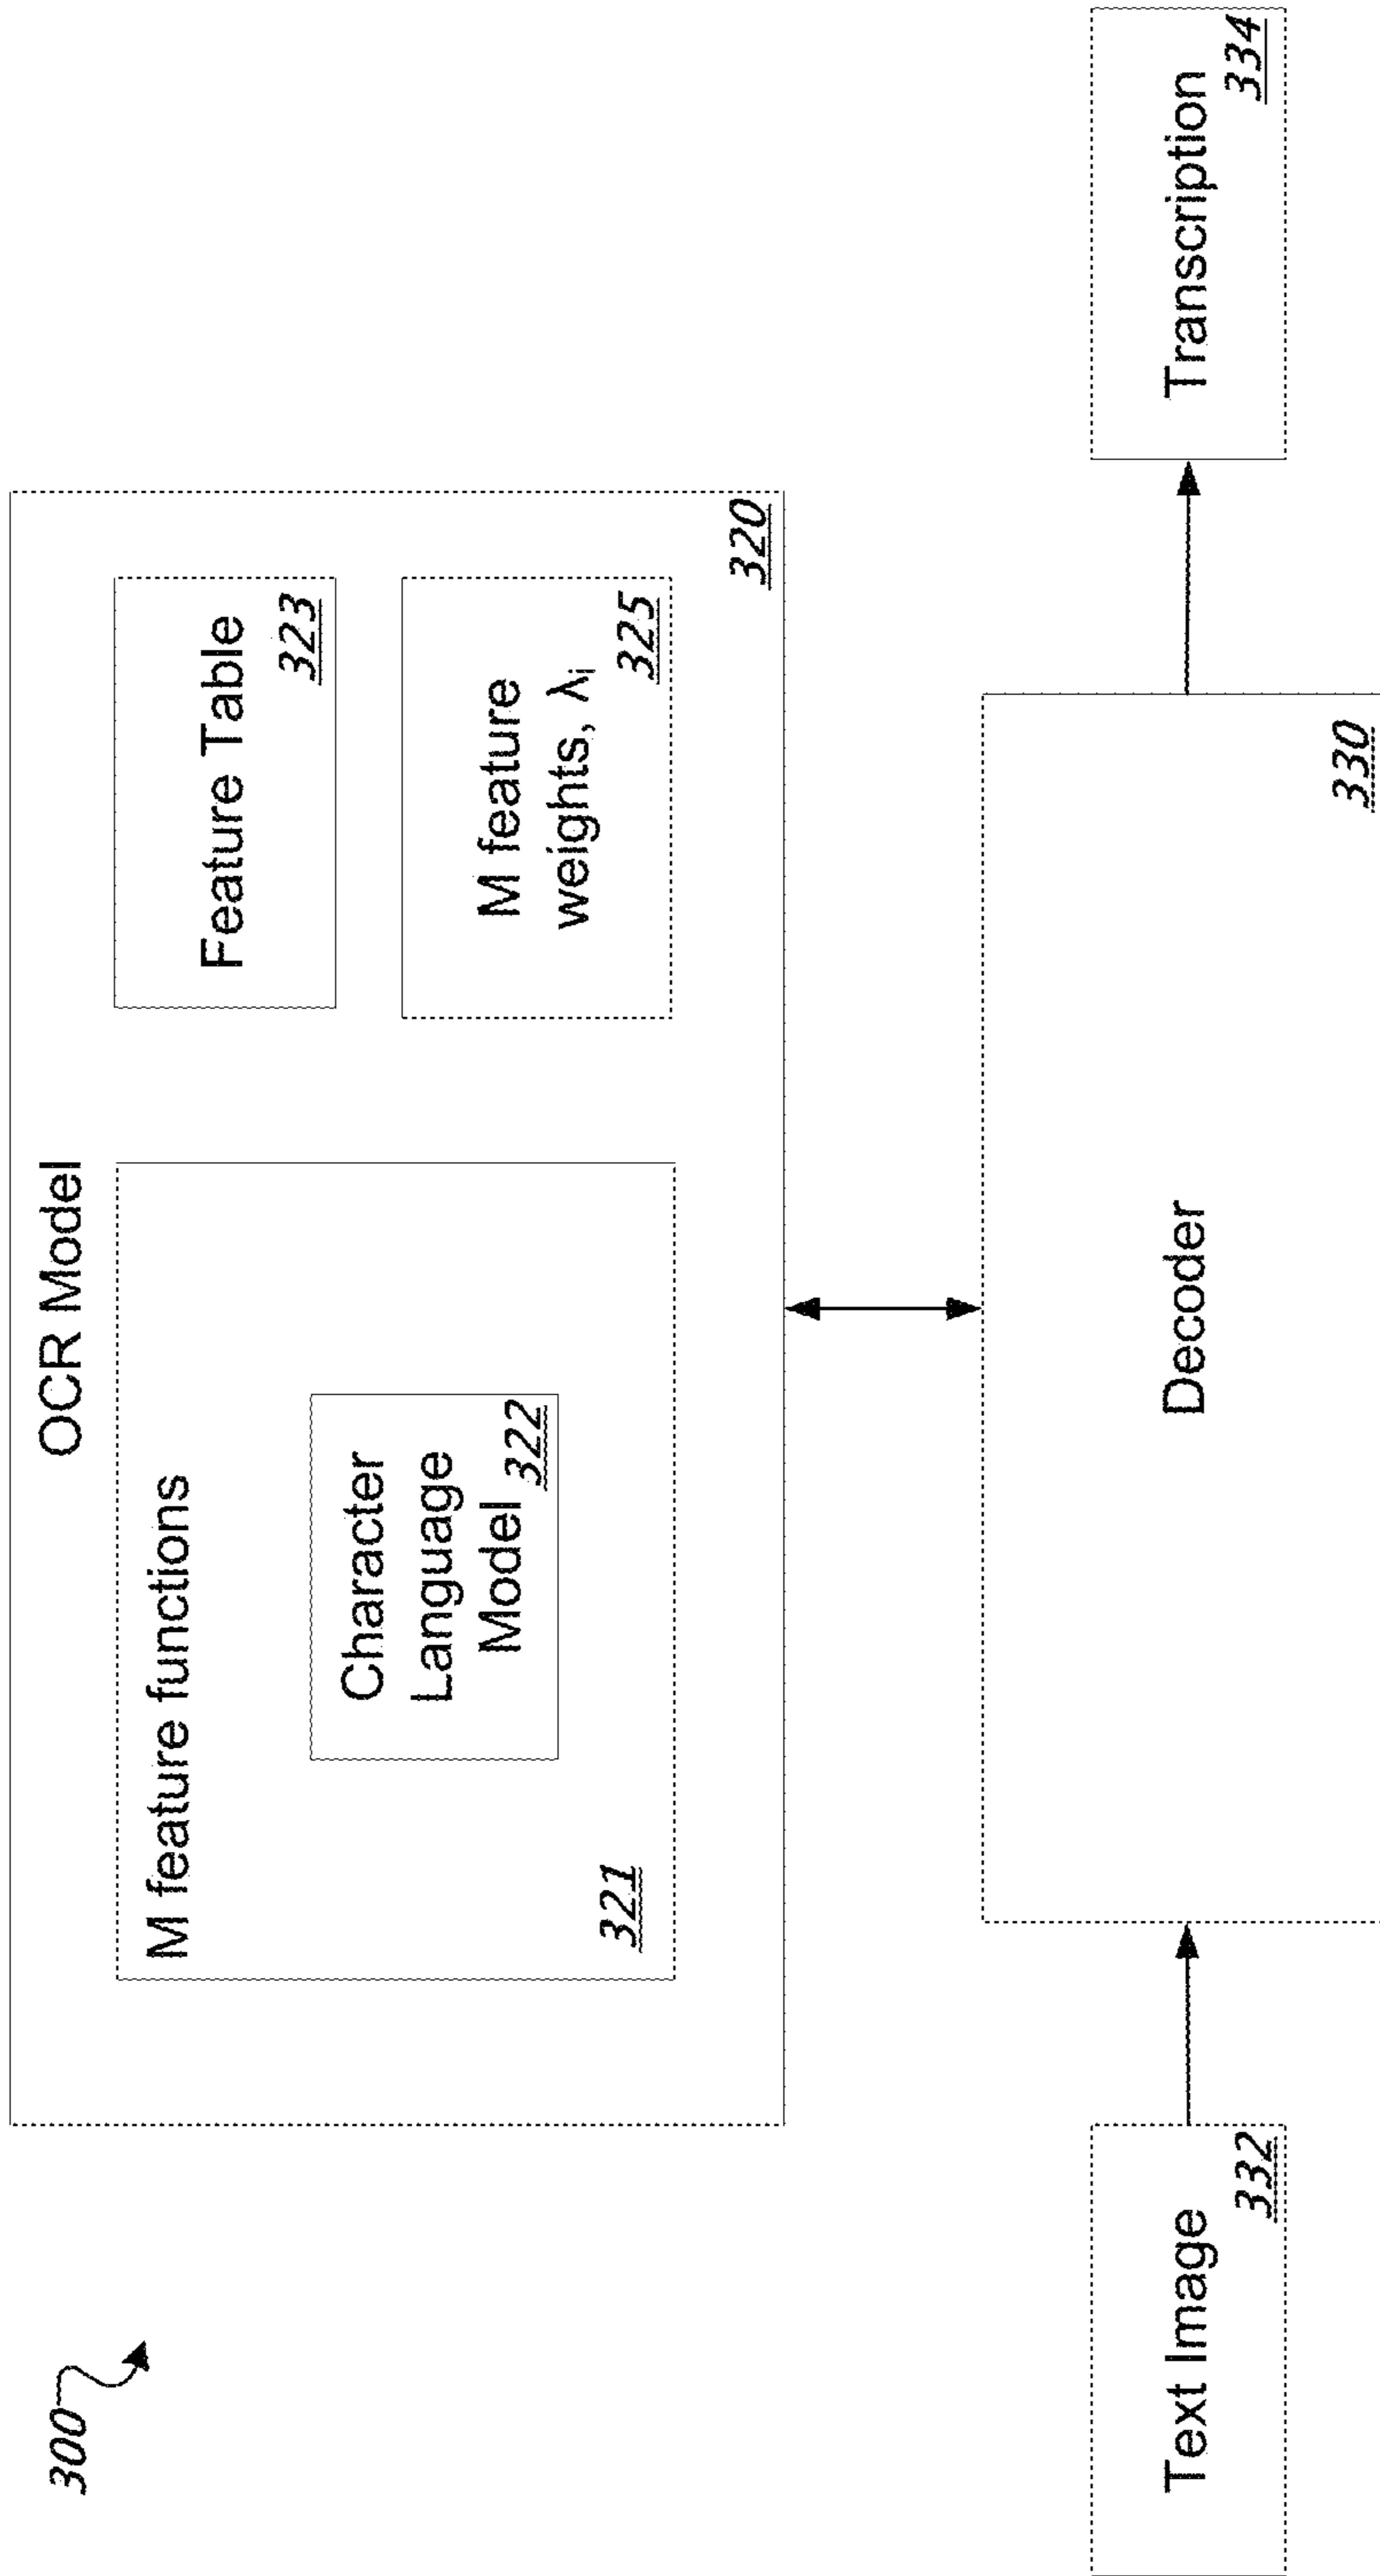 300
OCR Model
M feature functions
Character
Language
Model 322
321
Feature Table
323
M feature
weights, λi
325
320
Text Image
332
Decoder
330
Transcription
334